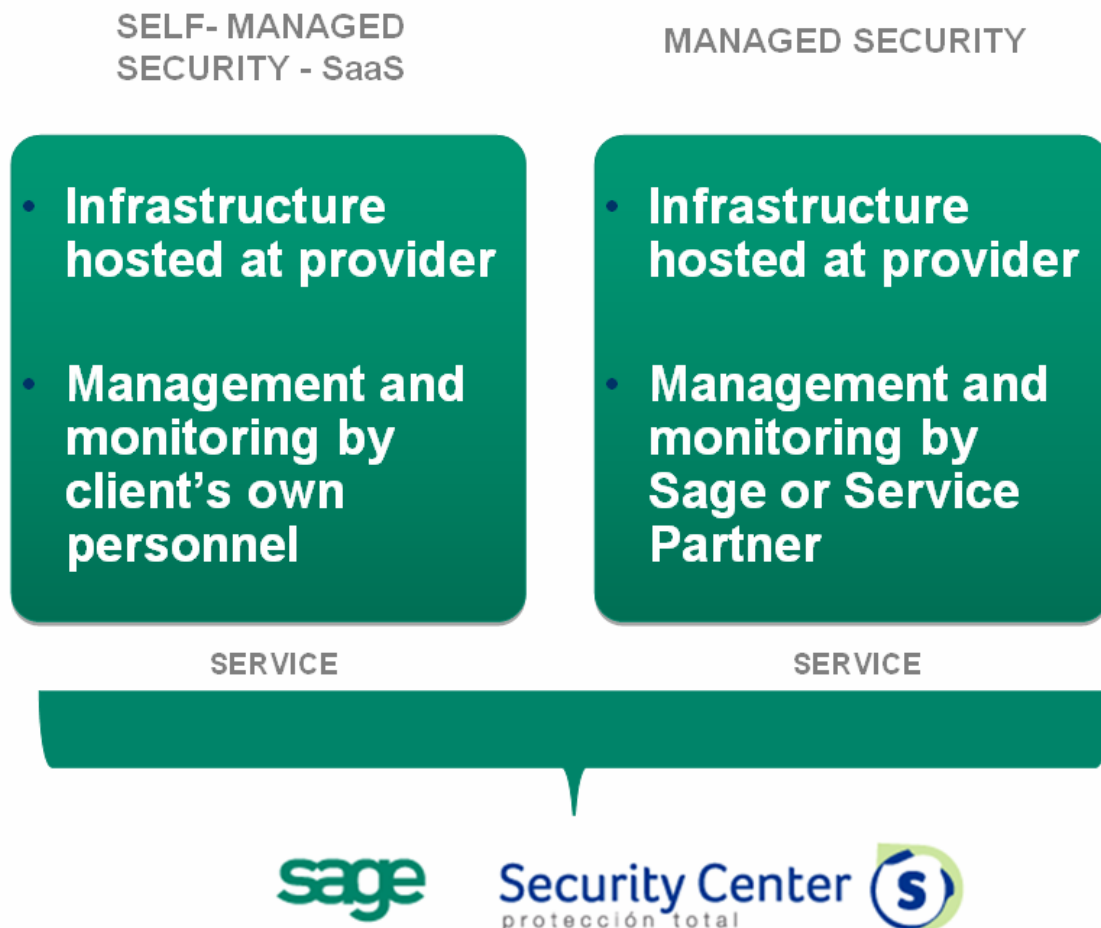 SELF- MANAGED
SECURITY - SaaS
MANAGED SECURITY
• Infrastructure
hosted at provider
• Management and
monitoring by
client's own
personnel
• Infrastructure
hosted at provider
• Management and
monitoring by
Sage or Service
Partner
SERVICE
SERVICE
sage
Security Center S
protección total